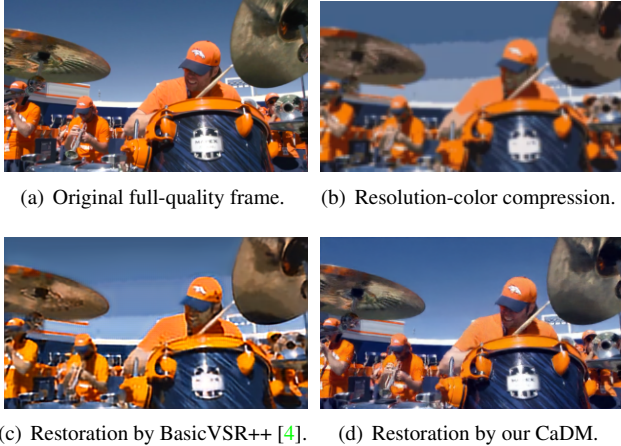 (a) Original full-quality frame.
(b) Resolution-color compression.
(c) Restoration by BasicVSR++ [4].
(d) Restoration by our CaDM.